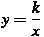 y = k/x